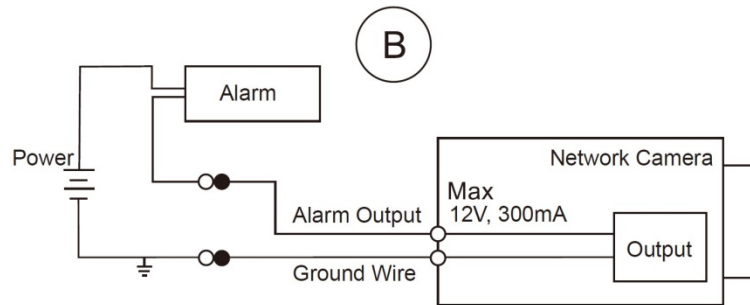 B
Alarm
Power
Network Camera
Max
12V, 300mA
Alarm Output
Output
Ground Wire